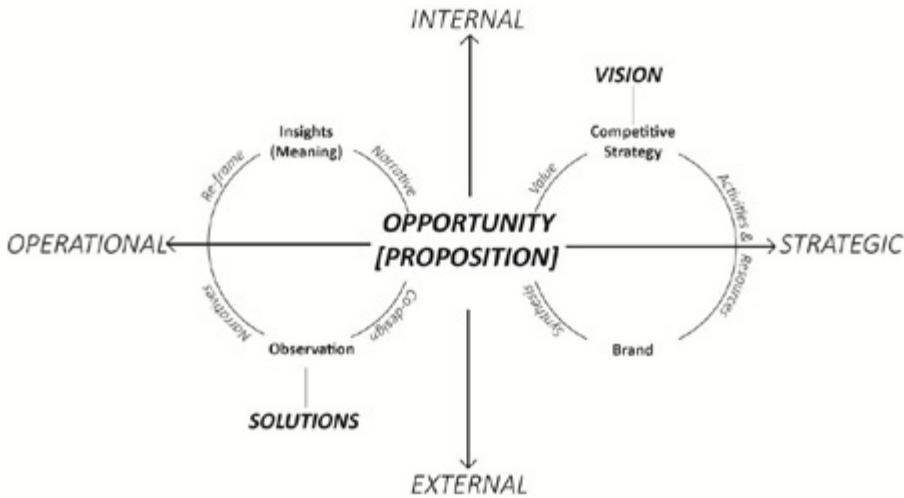 INTERNAL
VISION
Insights
(Meaning)
Competitive
Strategy
Re-frame
Narrative
Value
Activities & Resources
OPPORTUNITY
[PROPOSITION]
OPERATIONAL
STRATEGIC
Narratives
Co-design
Synthesis
Observation
Brand
SOLUTIONS
EXTERNAL